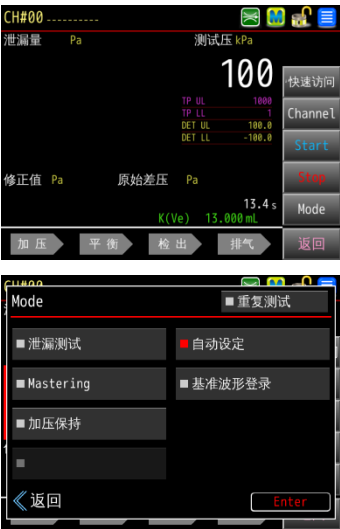 CH#00 ----------
泄漏量 Pa 测试压 kPa
100
快速访问
TP UL 1000
TP LL 1
Channel
DET UL 100.0
DET LL -100.0
Start
修正值 Pa 原始差压 Pa
Stop
13.4 s
K(Ve) 13.000 mL
Mode
加 压 平 衡 检 出 排气 返回
Mode 重复测试
泄漏测试 自动设定
Mastering 基准波形登录
加压保持
返回 Enter